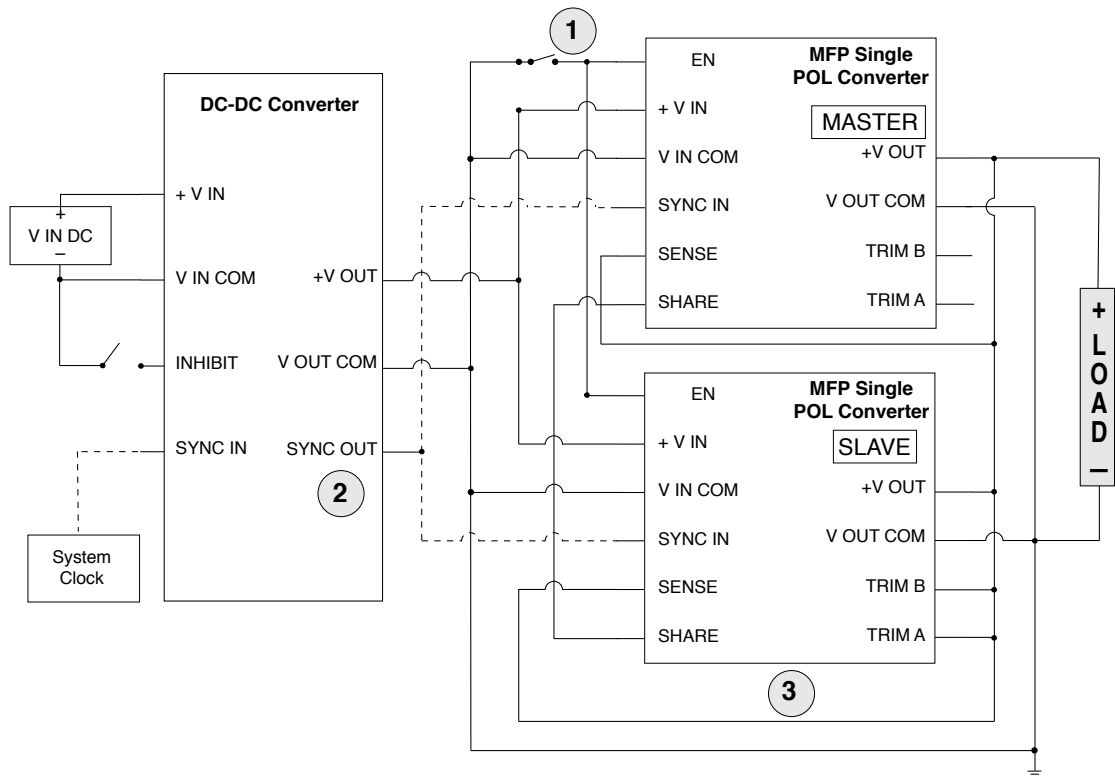 1
DC-DC Converter
+ V IN
V IN COM
INHIBIT
SYNC IN
+V OUT
V OUT COM
SYNC OUT
2
+
V IN DC
–
System
Clock
MFP Single
POL Converter
MASTER
EN
+ V IN
V IN COM
SYNC IN
SENSE
SHARE
+V OUT
V OUT COM
TRIM B
TRIM A
MFP Single
POL Converter
SLAVE
EN
+ V IN
V IN COM
SYNC IN
SENSE
SHARE
+V OUT
V OUT COM
TRIM B
TRIM A
3
+ LOAD –